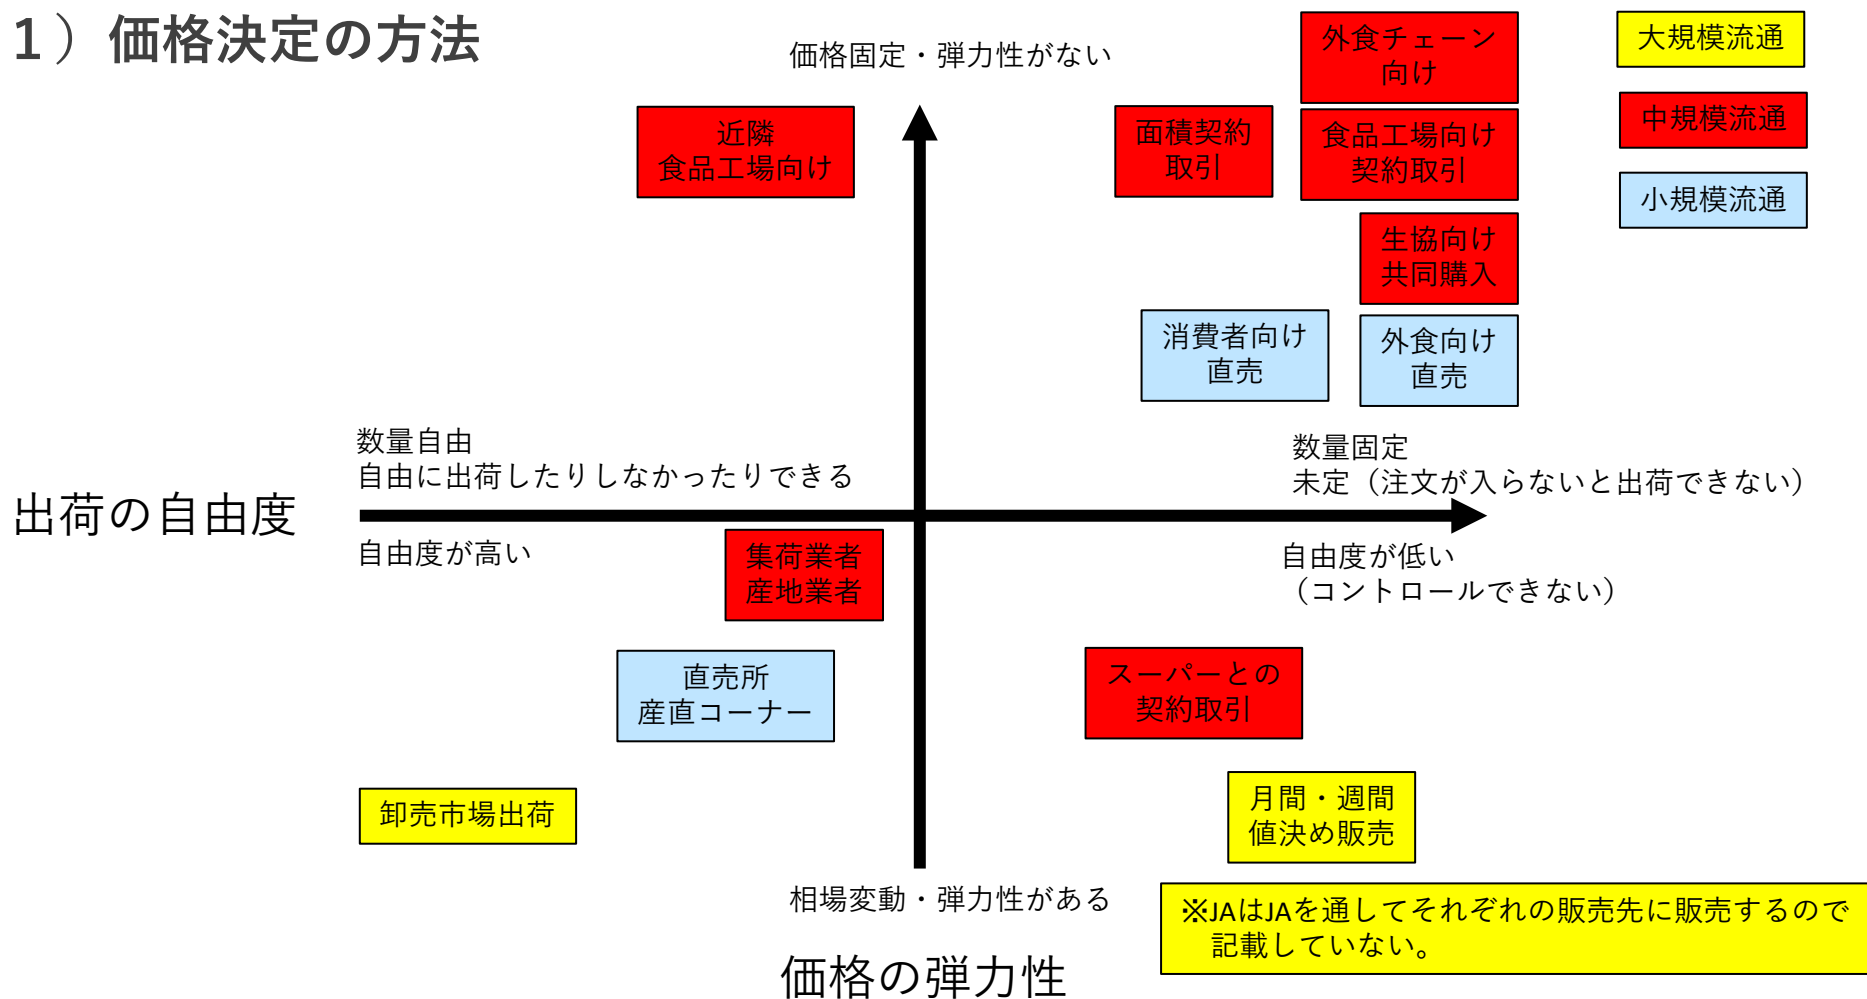 １）価格決定の方法
価格固定・弾力性がない
外食チェーン
向け
大規模流通
近隣
食品工場向け
面積契約
取引
食品工場向け
契約取引
中規模流通
小規模流通
生協向け
共同購入
消費者向け
直売
外食向け
直売
数量自由
自由に出荷したりしなかったりできる
数量固定
未定（注文が入らないと出荷できない）
出荷の自由度
自由度が高い
集荷業者
産地業者
自由度が低い
（コントロールできない）
直売所
産直コーナー
スーパーとの
契約取引
卸売市場出荷
月間・週間
値決め販売
相場変動・弾力性がある
※JAはJAを通してそれぞれの販売先に販売するので
記載していない。
価格の弾力性